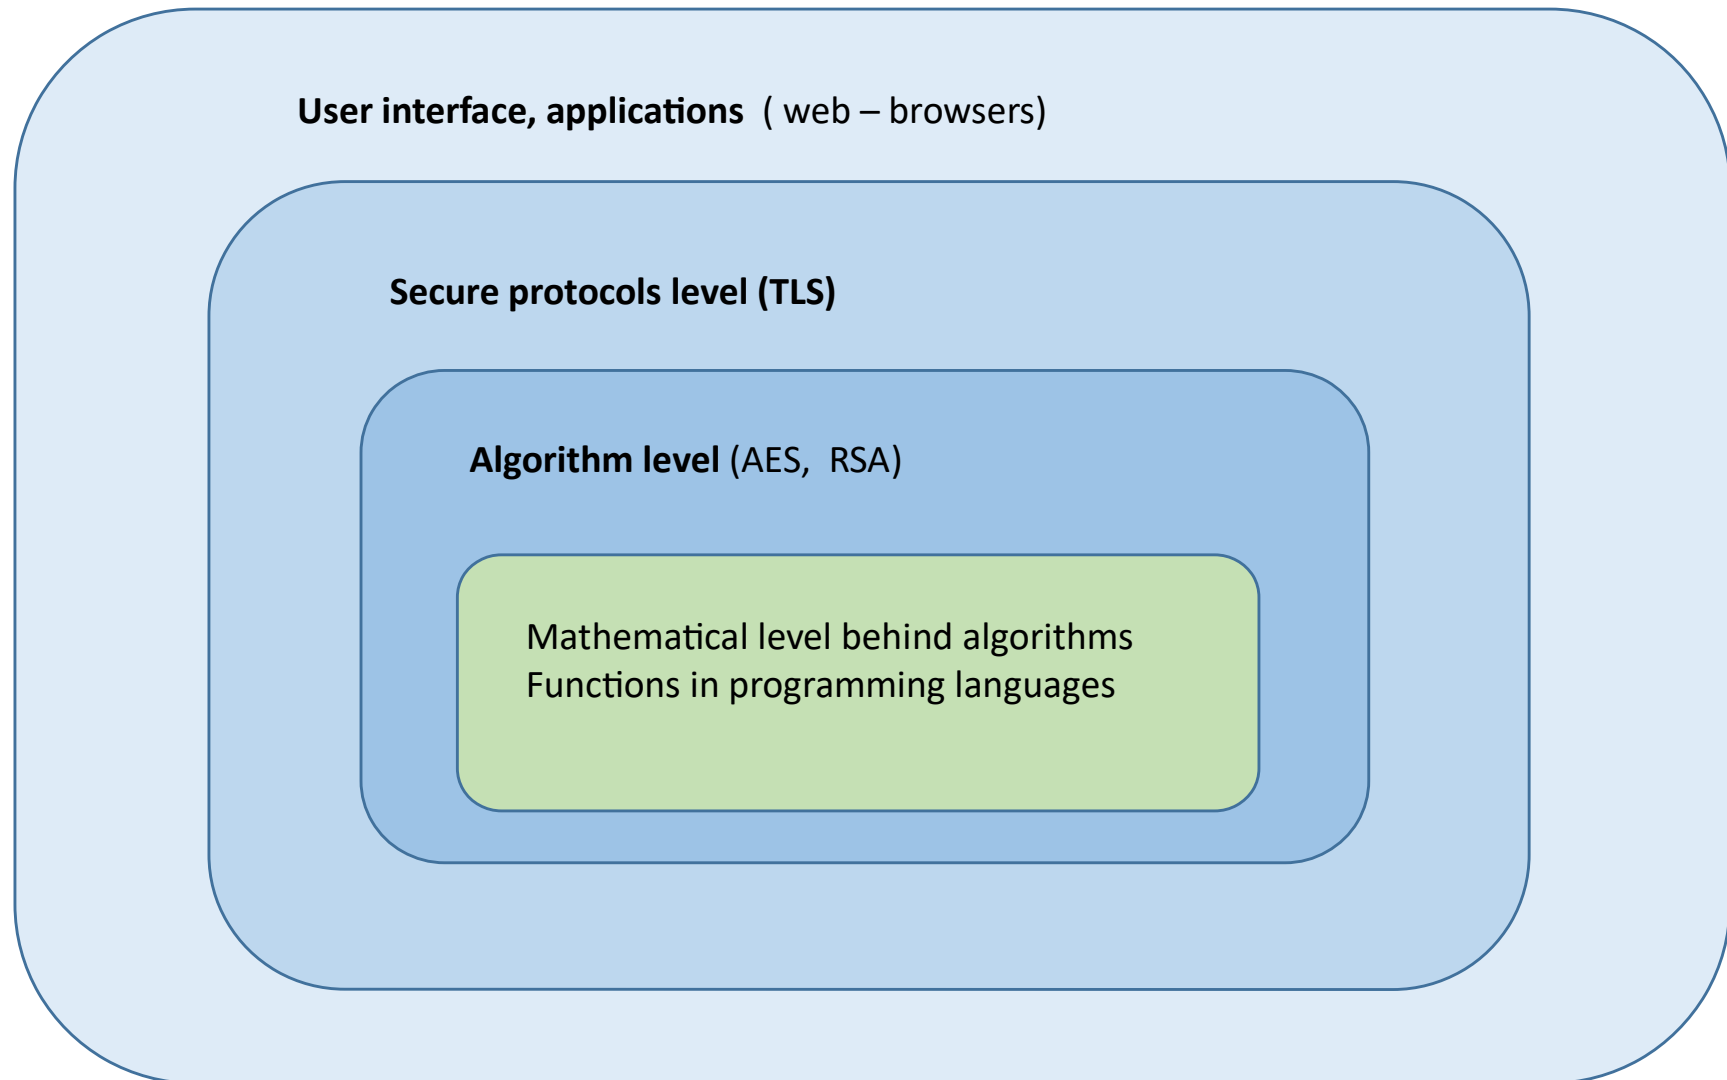 User interface, applications ( web – browsers)
Secure protocols level (TLS)
Algorithm level (AES, RSA)
Mathematical level behind algorithms
Functions in programming languages